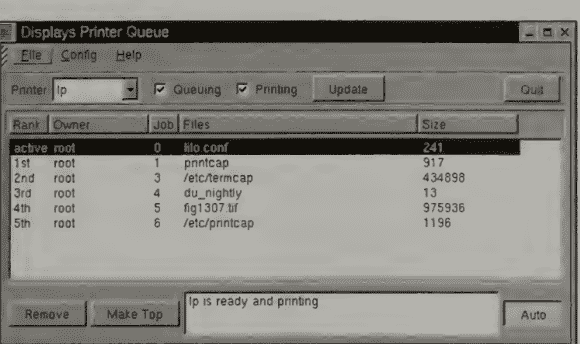 Displays Printer Queue
File Config Help
Printer lp Queuing Printing Update Quit
Rank Owner Job Files Size
active root 0 lilo.conf 241
1st root 1 printcap 917
2nd root 3 /etc/termcap 434898
3rd root 4 du_nightly 13
4th root 5 fig1307.tif 975936
5th root 6 /etc/printcap 1196
Remove Make Top lp is ready and printing Auto